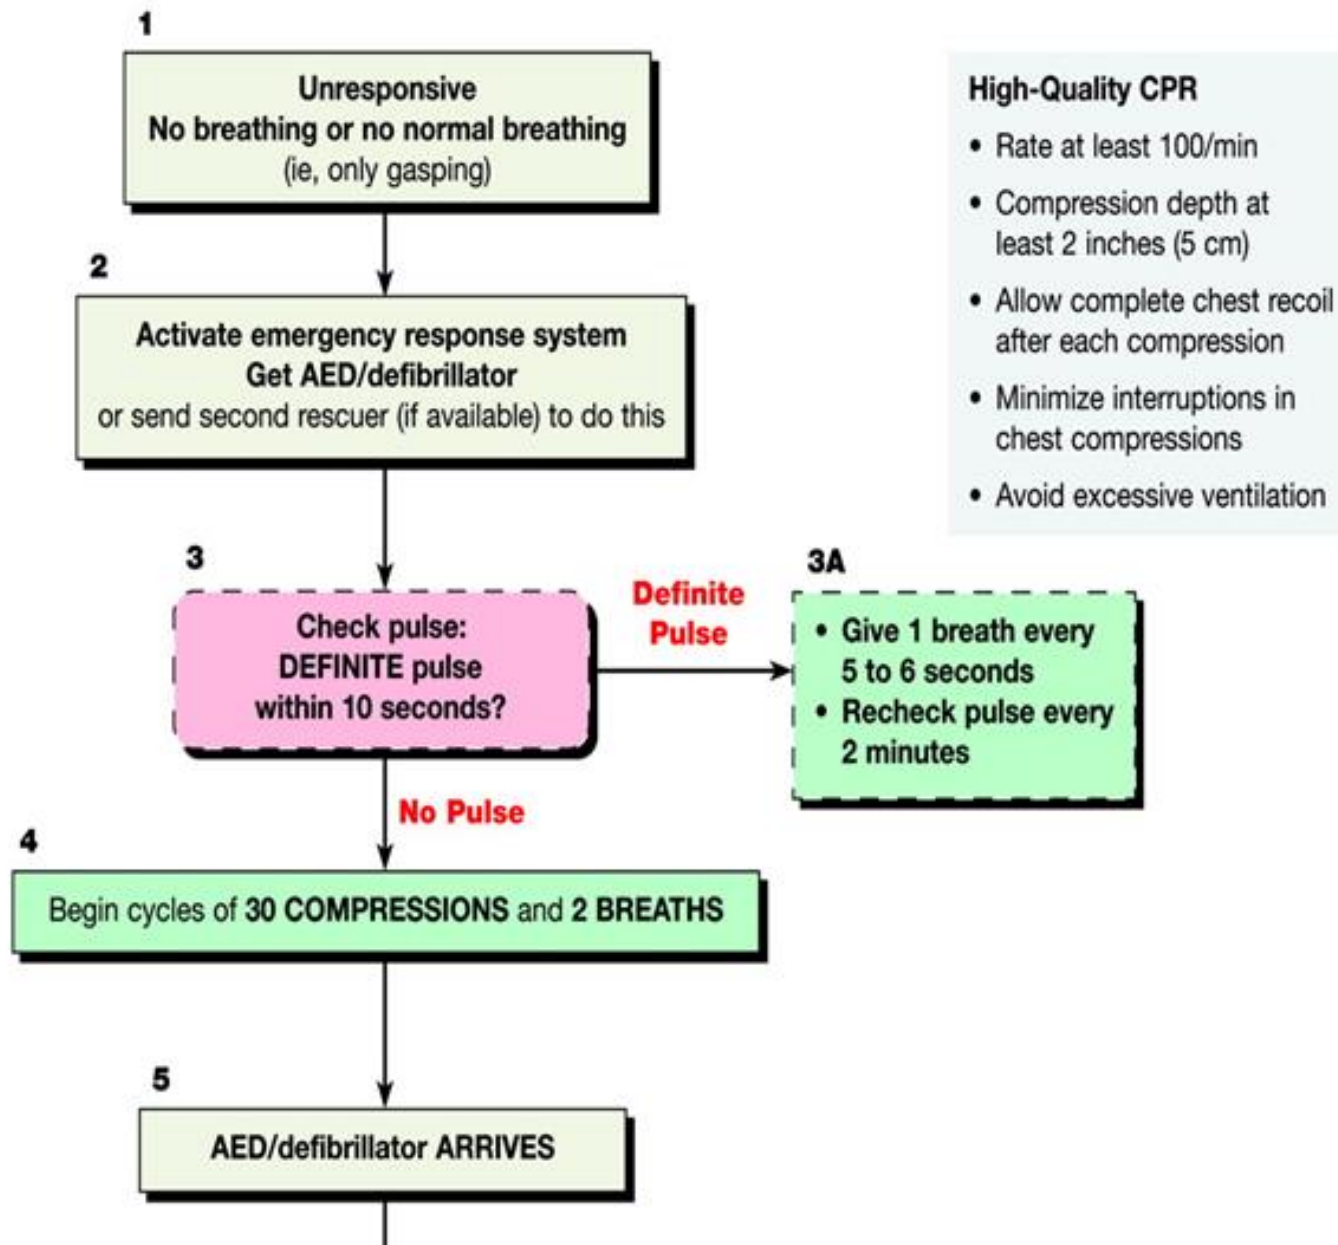 1
Unresponsive
No breathing or no normal breathing
(ie, only gasping)
High-Quality CPR
• Rate at least 100/min
• Compression depth at
least 2 inches (5 cm)
• Allow complete chest recoil
after each compression
• Minimize interruptions in
chest compressions
• Avoid excessive ventilation
2
Activate emergency response system
Get AED/defibrillator
or send second rescuer (if available) to do this
3
Check pulse:
DEFINITE pulse
within 10 seconds?
Definite
Pulse
3A
• Give 1 breath every
5 to 6 seconds
• Recheck pulse every
2 minutes
No Pulse
4
Begin cycles of 30 COMPRESSIONS and 2 BREATHS
5
AED/defibrillator ARRIVES